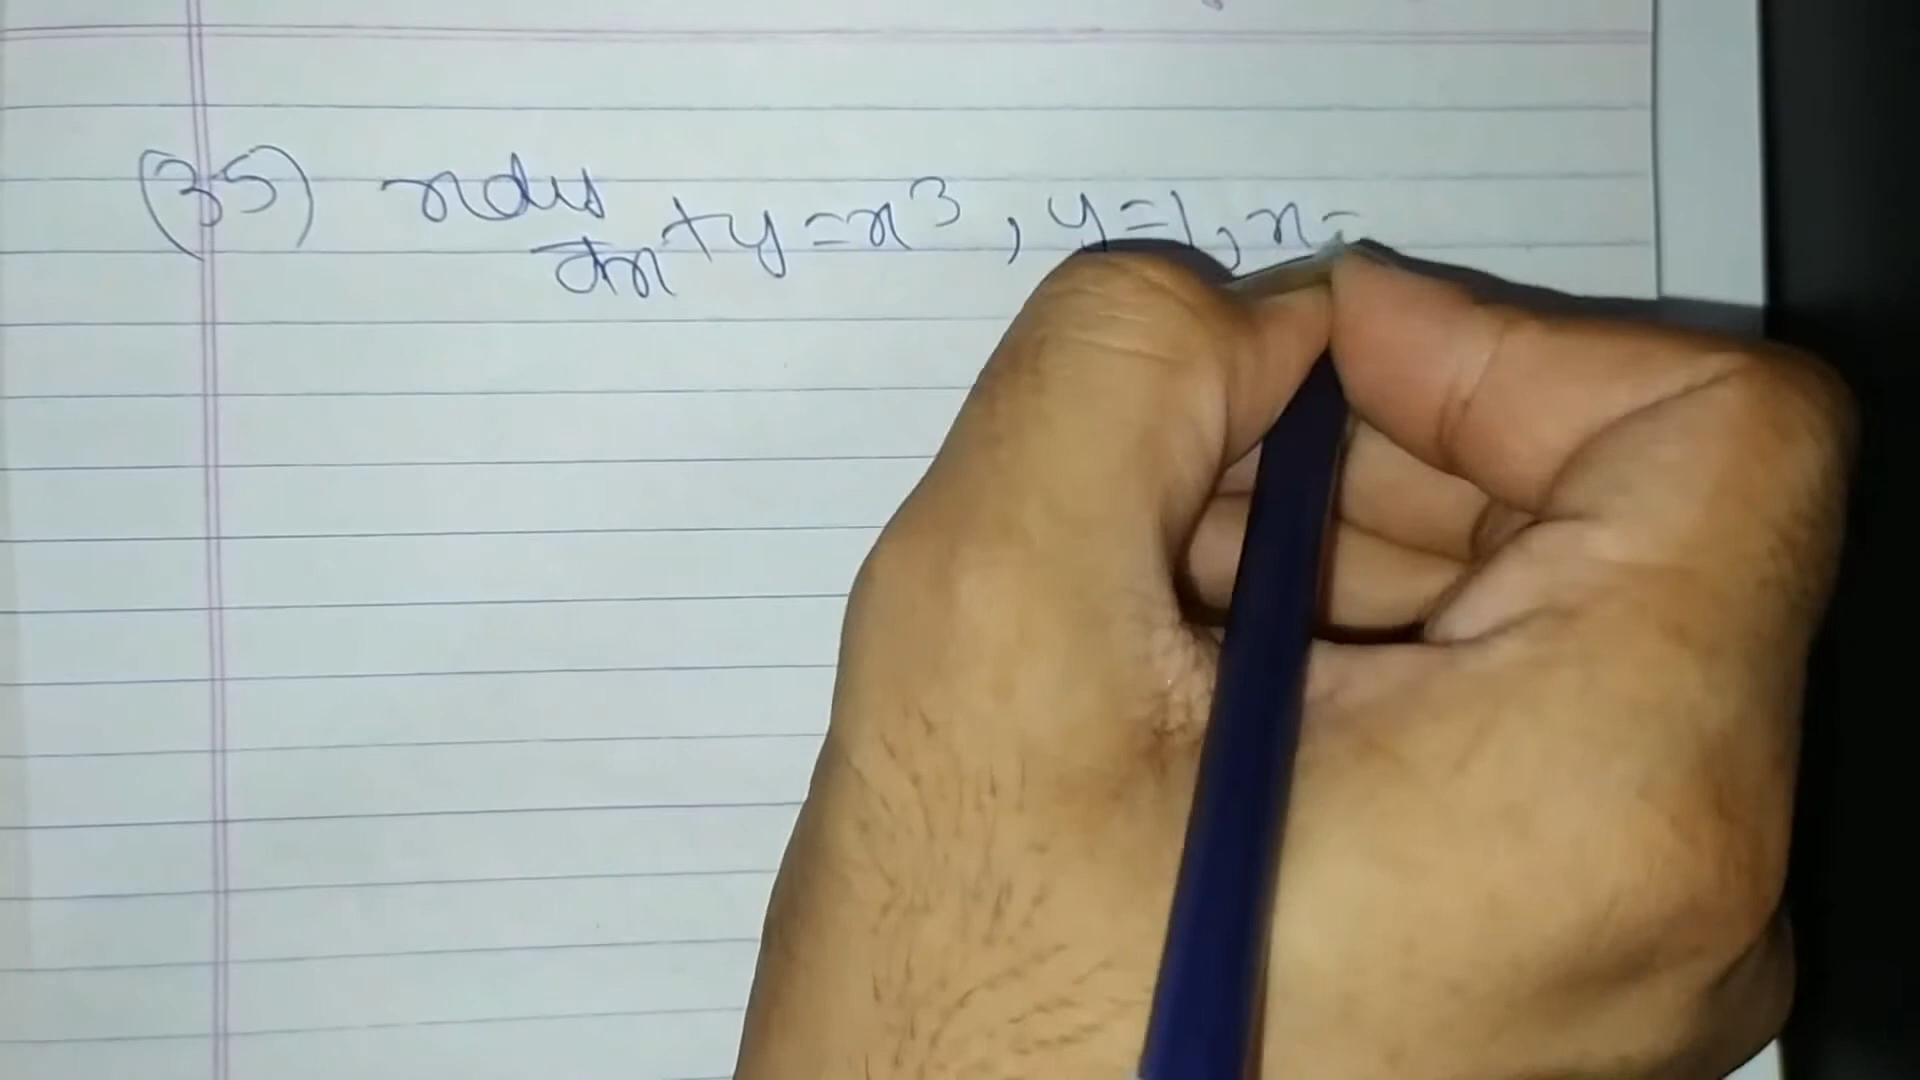 (35) x dy/dx + y = x³, y = 1, x =